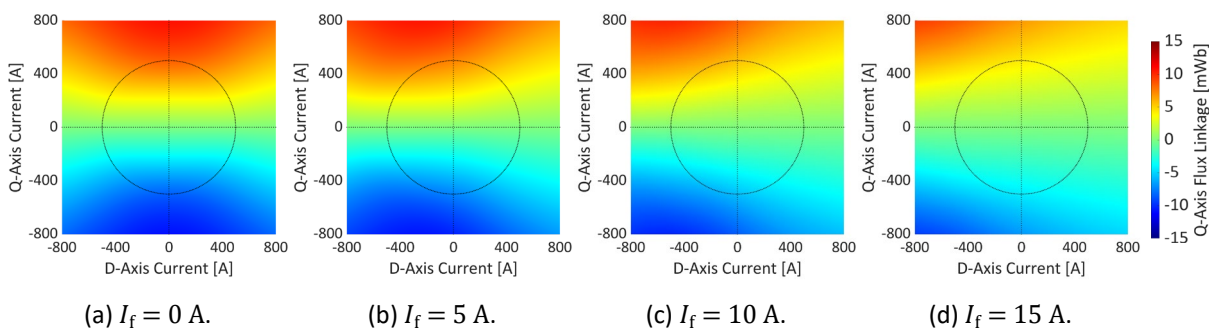 800
400
0
-400
-800
-800 -400 0 400 800
Q-Axis Current [A]
D-Axis Current [A]
(a) I_f = 0 A.
800
400
0
-400
-800
-800 -400 0 400 800
Q-Axis Current [A]
D-Axis Current [A]
(b) I_f = 5 A.
800
400
0
-400
-800
-800 -400 0 400 800
Q-Axis Current [A]
D-Axis Current [A]
(c) I_f = 10 A.
800
400
0
-400
-800
-800 -400 0 400 800
Q-Axis Current [A]
D-Axis Current [A]
(d) I_f = 15 A.
15
10
5
0
-5
-10
-15
Q-Axis Flux Linkage [mWb]